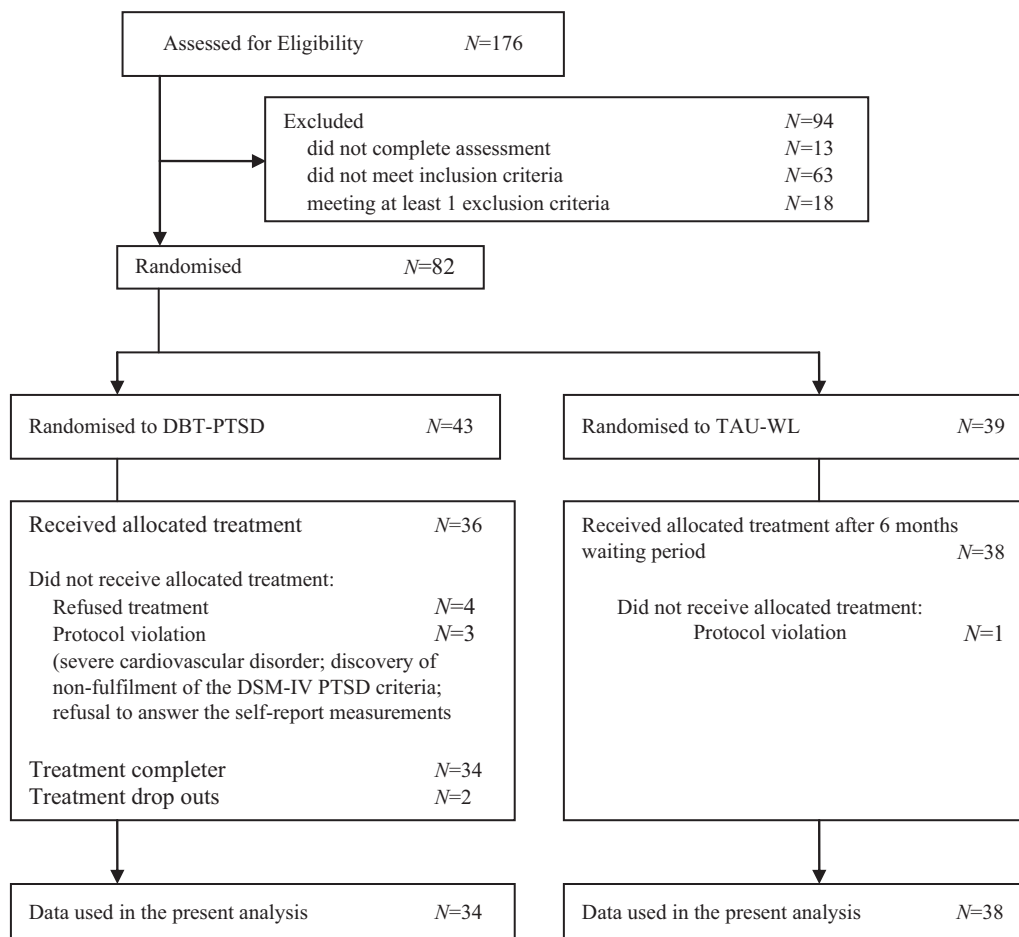 Assessed for Eligibility N=176
Excluded N=94
did not complete assessment N=13
did not meet inclusion criteria N=63
meeting at least 1 exclusion criteria N=18
Randomised N=82
Randomised to DBT-PTSD N=43
Received allocated treatment N=36
Did not receive allocated treatment:
Refused treatment N=4
Protocol violation N=3
(severe cardiovascular disorder; discovery of
non-fulfilment of the DSM-IV PTSD criteria;
refusal to answer the self-report measurements
Treatment completer N=34
Treatment drop outs N=2
Data used in the present analysis N=34
Randomised to TAU-WL N=39
Received allocated treatment after 6 months
waiting period N=38
Did not receive allocated treatment:
Protocol violation N=1
Data used in the present analysis N=38